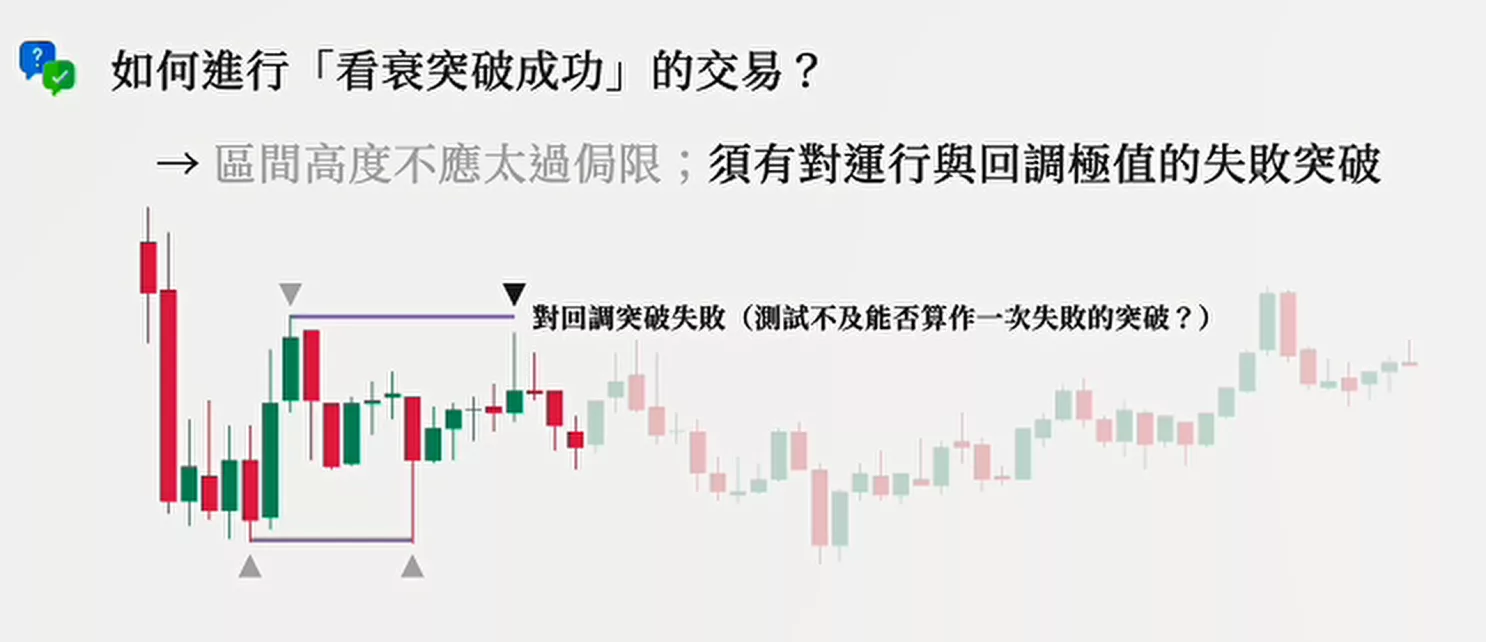 如何進行「看衰突破成功」的交易？
→ 區間高度不應太過侷限；須有對運行與回調極值的失敗突破
對回調突破失敗（測試不及能否算作一次失敗的突破？）